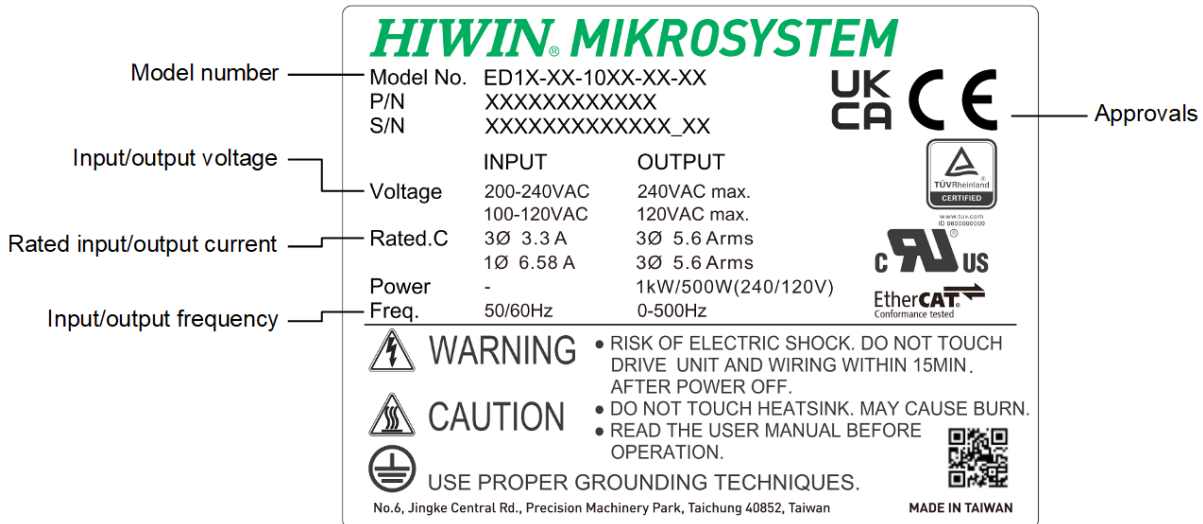 HIWIN® MIKROSYSTEM
Model number
Model No. ED1X-XX-10XX-XX-XX
P/N XXXXXXXXXXXX
S/N XXXXXXXXXXXXX_XX
UK CA CE
Approvals
Input/output voltage
INPUT OUTPUT
Voltage 200-240VAC 240VAC max.
100-120VAC 120VAC max.
TÜVRheinland®
CERTIFIED
www.tuv.com
ID 0600000000
Rated input/output current
Rated.C 3Ø 3.3 A 3Ø 5.6 Arms
1Ø 6.58 A 3Ø 5.6 Arms
c RU® US
Power - 1kW/500W(240/120V)
Input/output frequency
Freq. 50/60Hz 0-500Hz
EtherCAT®
Conformance tested
WARNING
• RISK OF ELECTRIC SHOCK. DO NOT TOUCH
DRIVE UNIT AND WIRING WITHIN 15MIN.
AFTER POWER OFF.
CAUTION
• DO NOT TOUCH HEATSINK. MAY CAUSE BURN.
• READ THE USER MANUAL BEFORE
OPERATION.
USE PROPER GROUNDING TECHNIQUES.
No.6, Jingke Central Rd., Precision Machinery Park, Taichung 40852, Taiwan
MADE IN TAIWAN